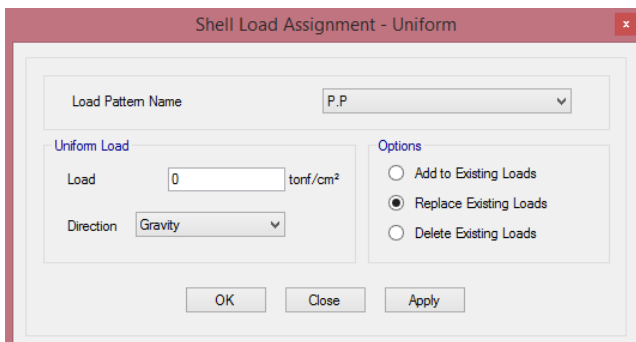 Shell Load Assignment - Uniform
x
Load Pattern Name P.P
Uniform Load
Load 0 tonf/cm²
Direction Gravity
Options
Add to Existing Loads
Replace Existing Loads
Delete Existing Loads
OK Close Apply